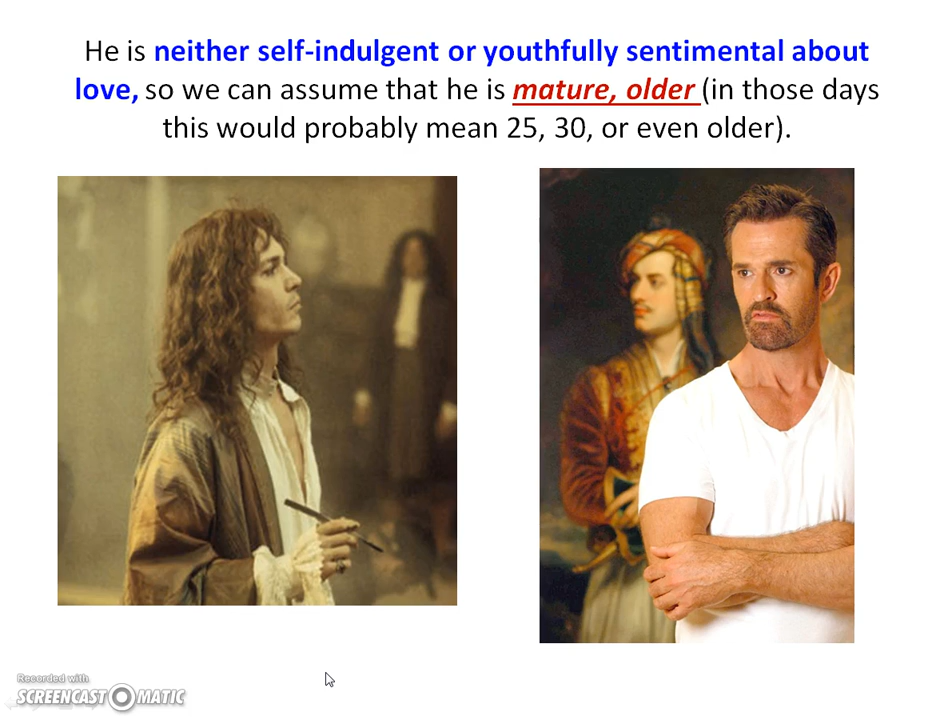 He is neither self-indulgent or youthfully sentimental about
love, so we can assume that he is mature, older (in those days
this would probably mean 25, 30, or even older).
Recorded with
SCREENCAST-O-MATIC